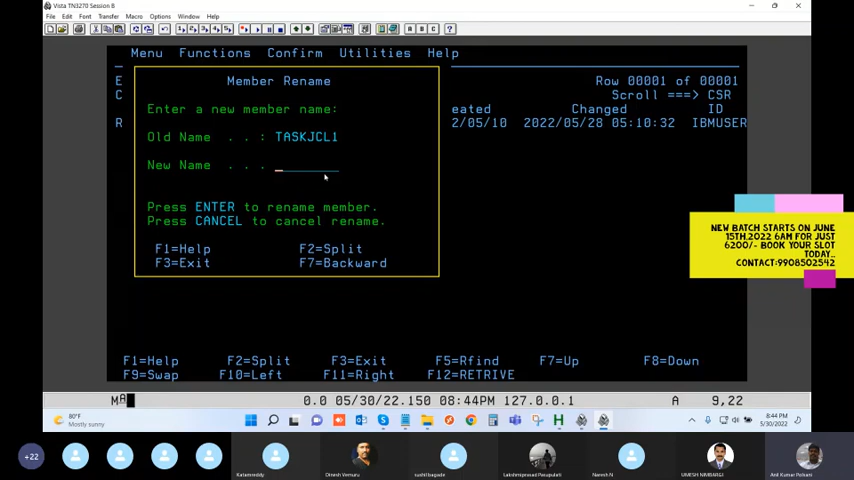 Vista TN3270 Session B
File Edit Font Transfer Macro Options Window Help
Menu Functions Confirm Utilities Help
Member Rename
E Row 00001 of 00001
C Scroll ===> CSR
Enter a new member name:
eated Changed ID
R 2/05/10 2022/05/28 05:10:32 IBMUSER
Old Name . . : TASKJCL1
New Name . . .
Press ENTER to rename member.
Press CANCEL to cancel rename.
F1=Help F2=Split
F3=Exit F7=Backward
NEW BATCH STARTS ON JUNE
15TH,2022 6AM FOR JUST
6200/- BOOK YOUR SLOT
TODAY...
CONTACT:9908502542
F1=Help F2=Split F3=Exit F5=Rfind F7=Up F8=Down
F9=Swap F10=Left F11=Right F12=RETRIVE
MA 0.0 05/30/22.150 08:44PM 127.0.0.1 A 9,22
80°F
Mostly sunny
8:44 PM
5/30/2022
+22
Katamreddy
Dinesh Vemuru
sushil bagade
Lakshmiprasad Pasupuleti
Naresh N.
UMESH NIMBARGI
Anil Kumar Polsani